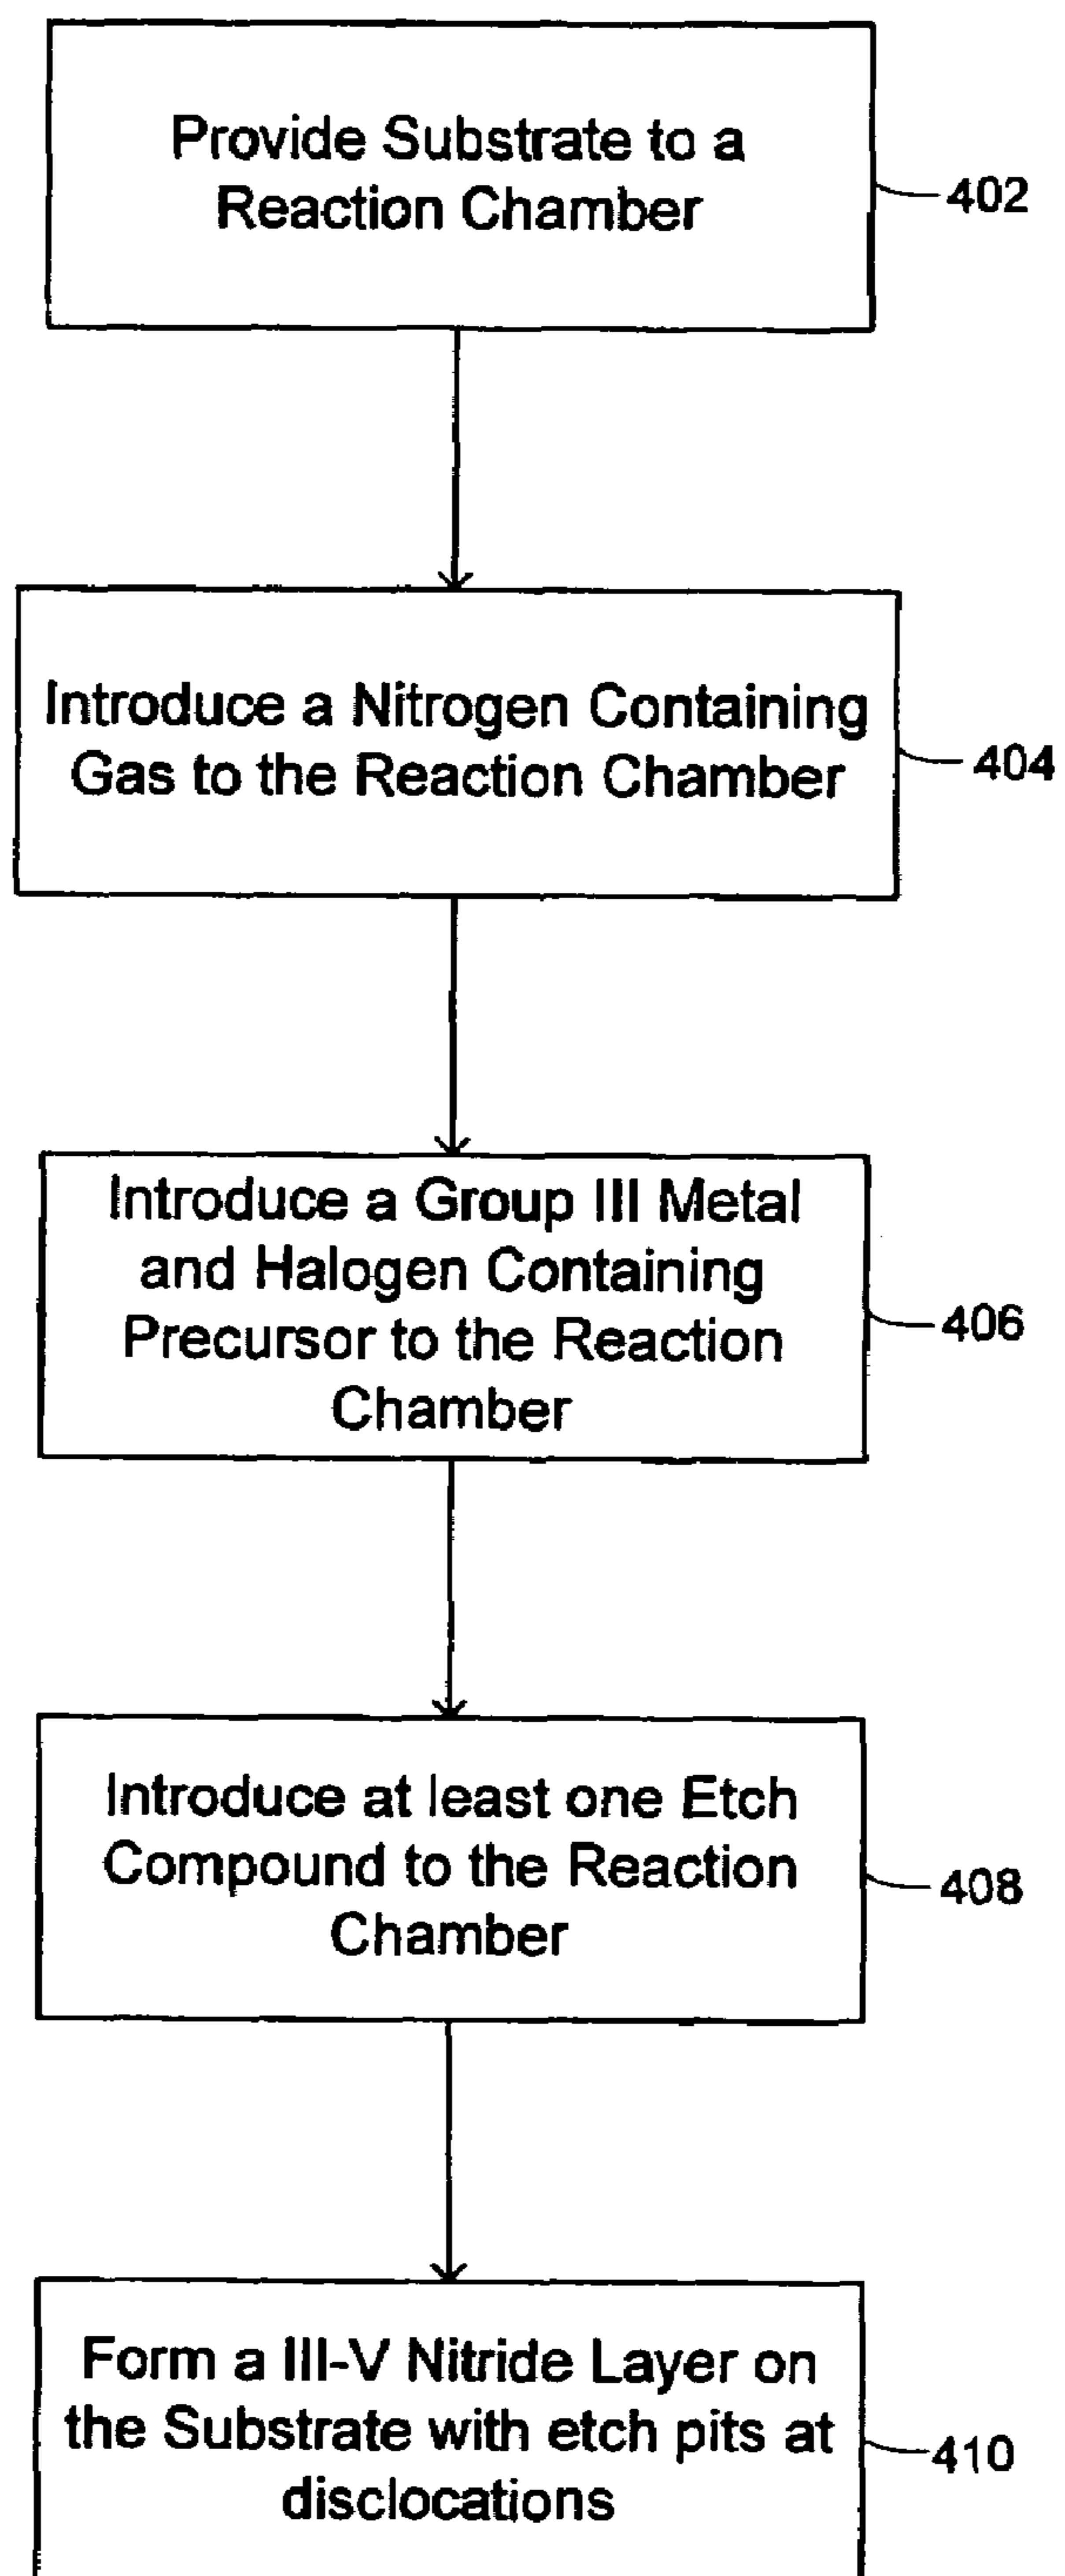 Provide Substrate to a
Reaction Chamber
402
Introduce a Nitrogen Containing
Gas to the Reaction Chamber
404
Introduce a Group III Metal
and Halogen Containing
Precursor to the Reaction
Chamber
406
Introduce at least one Etch
Compound to the Reaction
Chamber
408
Form a III-V Nitride Layer on
the Substrate with etch pits at
disclocations
410